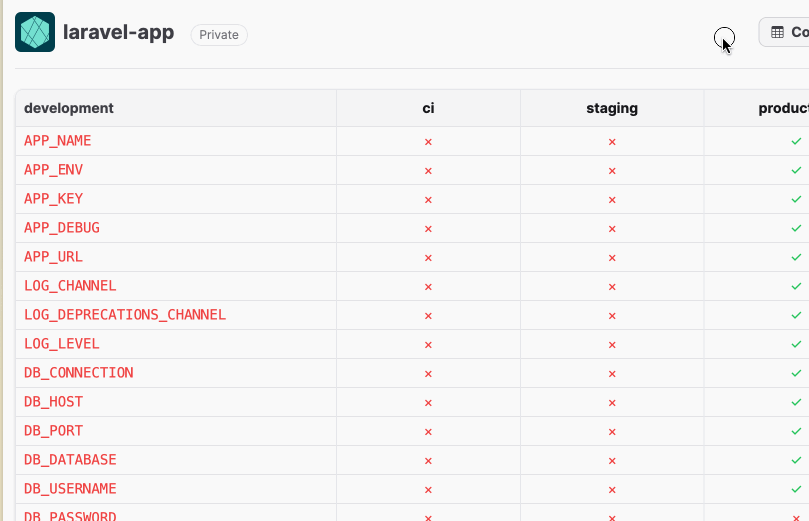 laravel-app Private Co
development ci staging product
APP_NAME × × ✓
APP_ENV × × ✓
APP_KEY × × ✓
APP_DEBUG × × ✓
APP_URL × × ✓
LOG_CHANNEL × × ✓
LOG_DEPRECATIONS_CHANNEL × × ✓
LOG_LEVEL × × ✓
DB_CONNECTION × × ✓
DB_HOST × × ✓
DB_PORT × × ✓
DB_DATABASE × × ✓
DB_USERNAME × × ✓
DB_PASSWORD × × ×